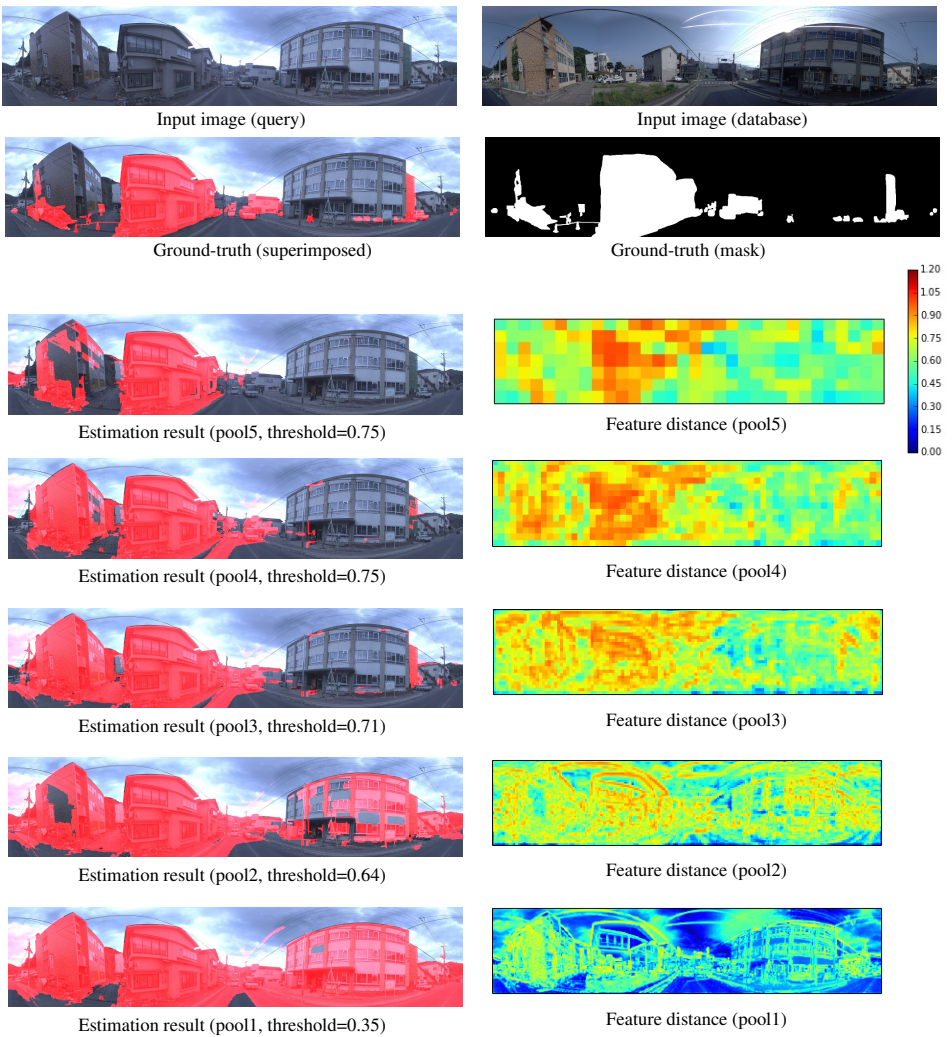 Input image (query)
Input image (database)
Ground-truth (superimposed)
Ground-truth (mask)
1.20
1.05
0.90
0.75
0.60
0.45
0.30
0.15
0.00
Estimation result (pool5, threshold=0.75)
Feature distance (pool5)
Estimation result (pool4, threshold=0.75)
Feature distance (pool4)
Estimation result (pool3, threshold=0.71)
Feature distance (pool3)
Estimation result (pool2, threshold=0.64)
Feature distance (pool2)
Estimation result (pool1, threshold=0.35)
Feature distance (pool1)